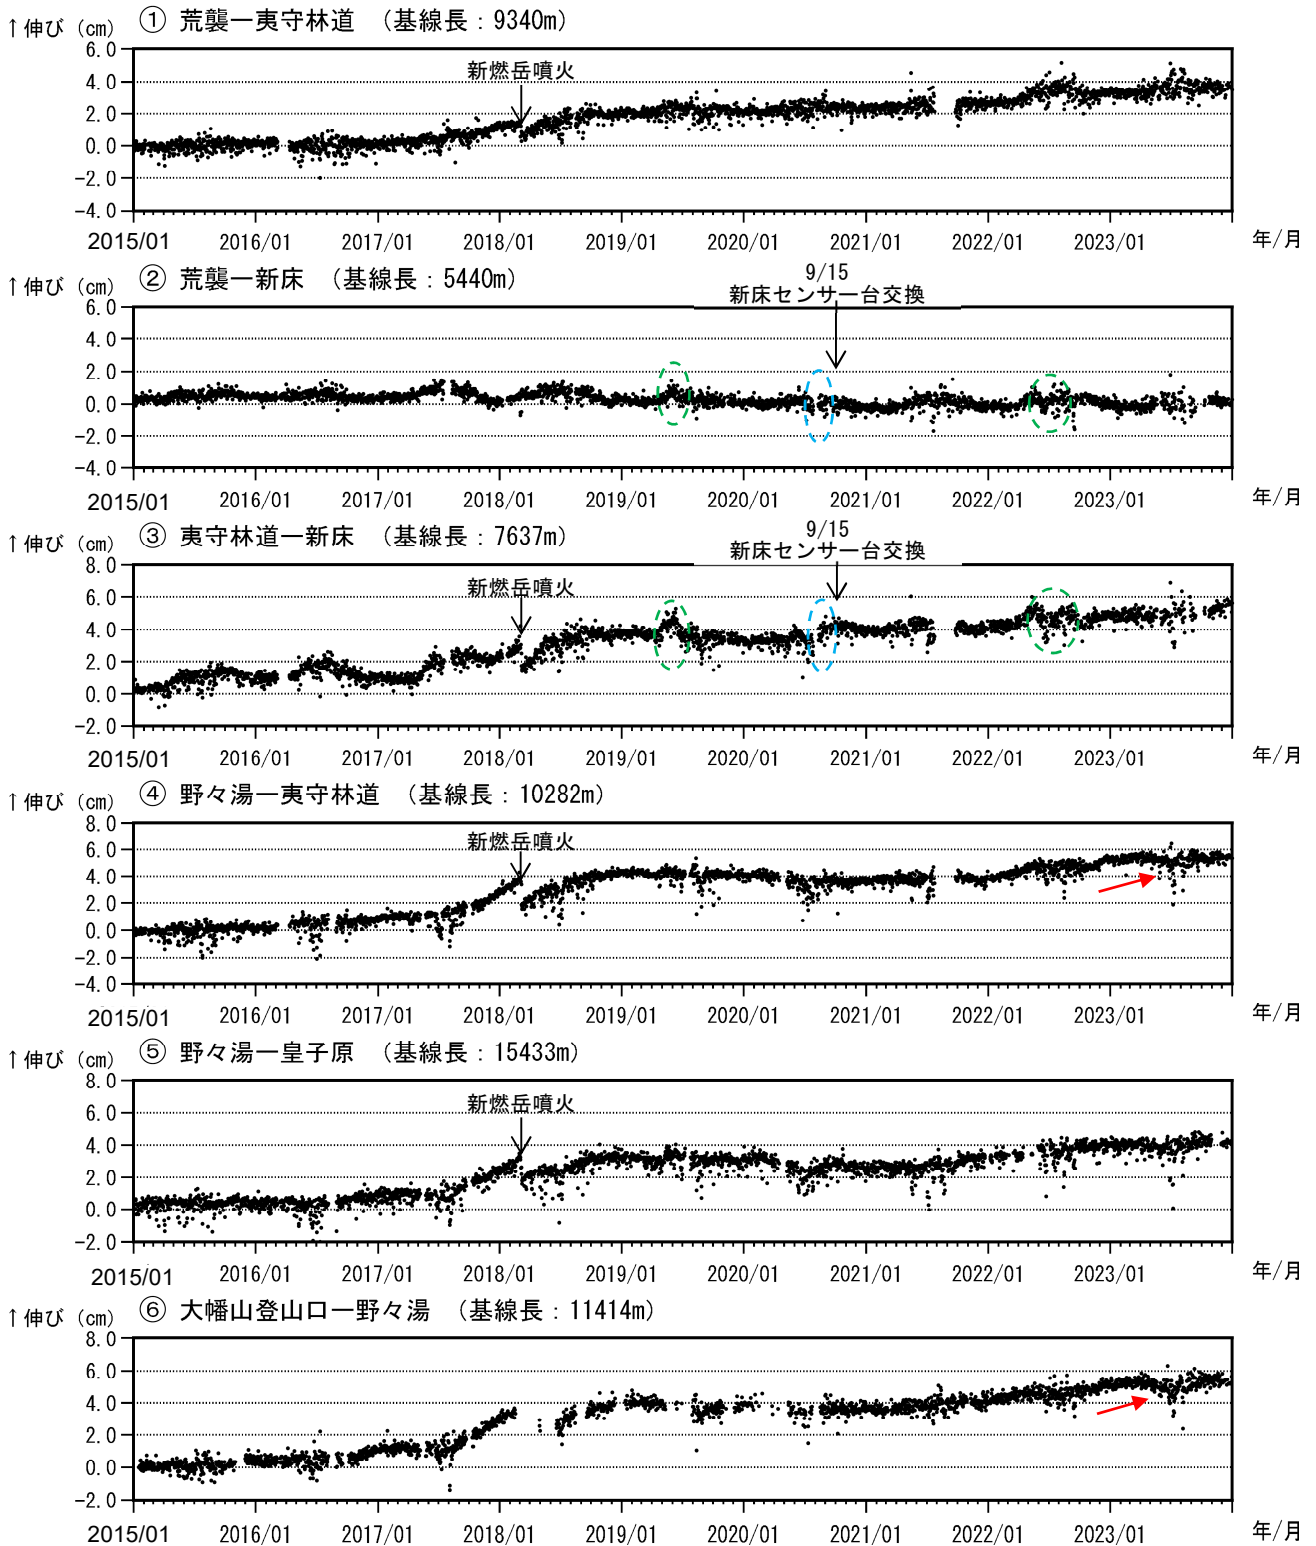 ↑伸び (cm) ① 荒襲ー夷守林道 (基線長:9340m)
新燃岳噴火
6.0
4.0
2.0
0.0
-2.0
-4.0
2015/01 2016/01 2017/01 2018/01 2019/01 2020/01 2021/01 2022/01 2023/01 年/月
↑伸び (cm) ② 荒襲ー新床 (基線長:5440m)
9/15
新床センサー台交換
6.0
4.0
2.0
0.0
-2.0
-4.0
2015/01 2016/01 2017/01 2018/01 2019/01 2020/01 2021/01 2022/01 2023/01 年/月
↑伸び (cm) ③ 夷守林道ー新床 (基線長:7637m)
9/15
新床センサー台交換
新燃岳噴火
8.0
6.0
4.0
2.0
0.0
-2.0
2015/01 2016/01 2017/01 2018/01 2019/01 2020/01 2021/01 2022/01 2023/01 年/月
↑伸び (cm) ④ 野々湯ー夷守林道 (基線長:10282m)
新燃岳噴火
8.0
6.0
4.0
2.0
0.0
-2.0
-4.0
2015/01 2016/01 2017/01 2018/01 2019/01 2020/01 2021/01 2022/01 2023/01 年/月
↑伸び (cm) ⑤ 野々湯ー皇子原 (基線長:15433m)
新燃岳噴火
8.0
6.0
4.0
2.0
0.0
-2.0
2015/01 2016/01 2017/01 2018/01 2019/01 2020/01 2021/01 2022/01 2023/01 年/月
↑伸び (cm) ⑥ 大幡山登山口ー野々湯 (基線長:11414m)
8.0
6.0
4.0
2.0
0.0
-2.0
2015/01 2016/01 2017/01 2018/01 2019/01 2020/01 2021/01 2022/01 2023/01 年/月